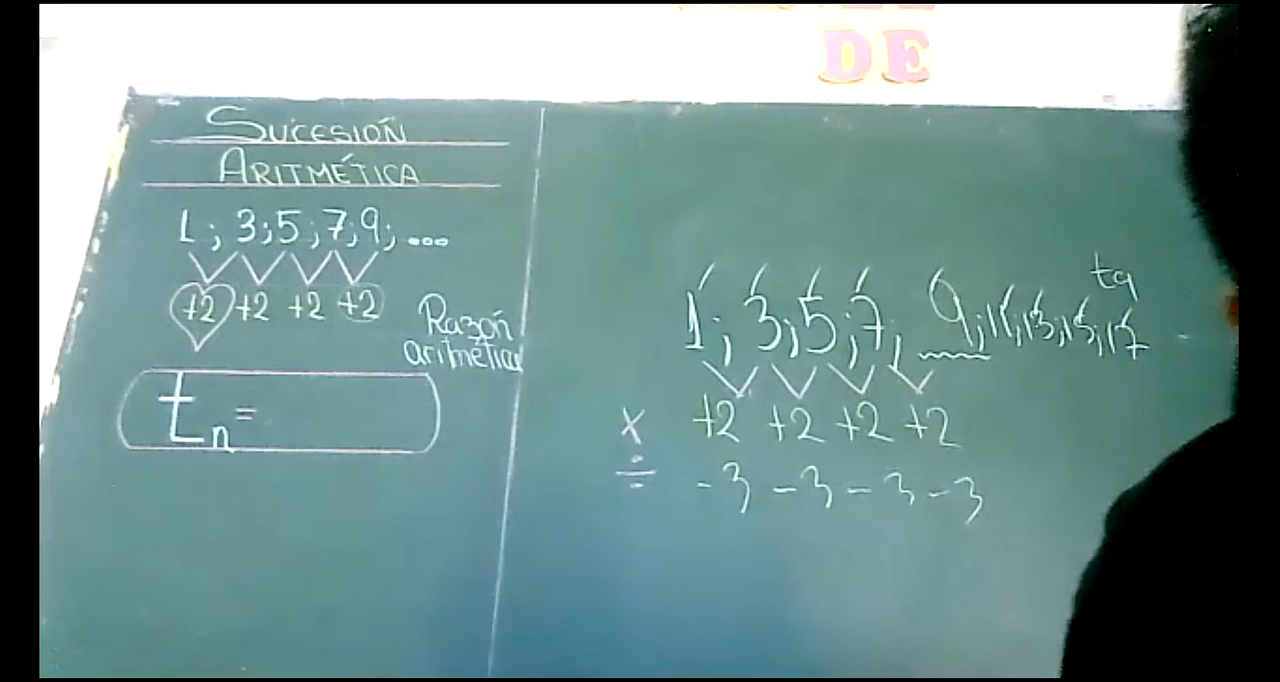 DE
SUCESIÓN
ARITMÉTICA
1; 3; 5; 7; 9; ...
+2 +2 +2 +2
Razón
aritmética
tn =
t9
1; 3; 5; 7; 9; 11; 13; 15; 17
x +2 +2 +2 +2
÷ -3 -3 -3 -3